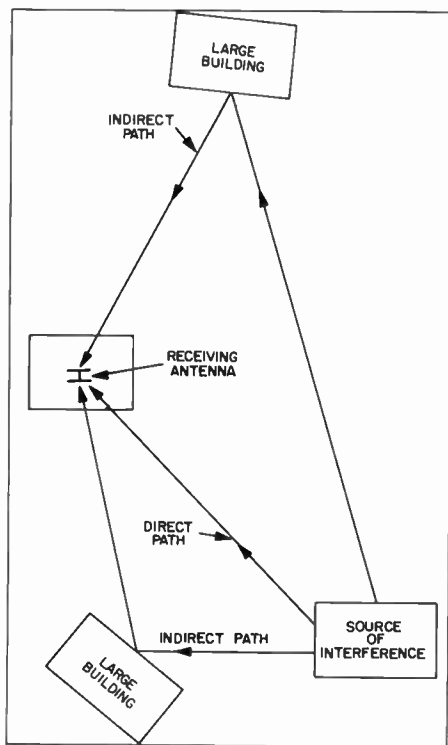 LARGE
BUILDING
INDIRECT
PATH
RECEIVING
ANTENNA
DIRECT
PATH
INDIRECT PATH
SOURCE
OF
INTERFERENCE
LARGE
BUILDING